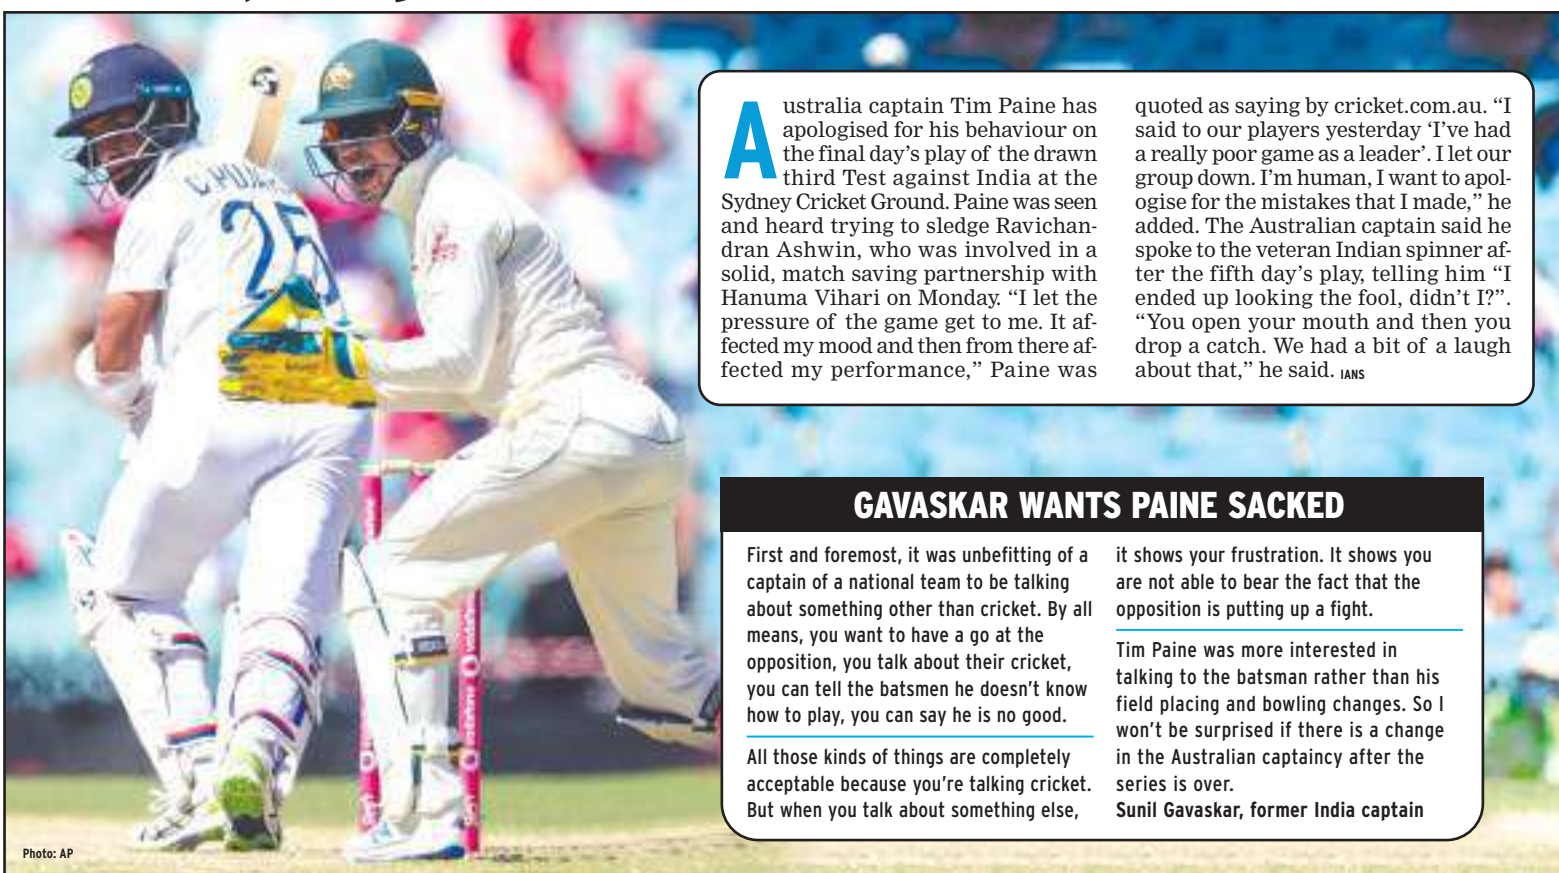 Australia captain Tim Paine has
apologised for his behaviour on
the final day's play of the drawn
third Test against India at the
Sydney Cricket Ground. Paine was seen
and heard trying to sledge Ravichan-
dran Ashwin, who was involved in a
solid, match saving partnership with
Hanuma Vihari on Monday. “I let the
pressure of the game get to me. It af-
fected my mood and then from there af-
fected my performance,” Paine was
quoted as saying by cricket.com.au. “I
said to our players yesterday ‘I’ve had
a really poor game as a leader’. I let our
group down. I’m human, I want to apol-
ogise for the mistakes that I made,” he
added. The Australian captain said he
spoke to the veteran Indian spinner af-
ter the fifth day’s play, telling him “I
ended up looking the fool, didn’t I?”.
“You open your mouth and then you
drop a catch. We had a bit of a laugh
about that,” he said. IANS
GAVASKAR WANTS PAINE SACKED
First and foremost, it was unbefitting of a
captain of a national team to be talking
about something other than cricket. By all
means, you want to have a go at the
opposition, you talk about their cricket,
you can tell the batsmen he doesn’t know
how to play, you can say he is no good.
All those kinds of things are completely
acceptable because you’re talking cricket.
But when you talk about something else,
it shows your frustration. It shows you
are not able to bear the fact that the
opposition is putting up a fight.
Tim Paine was more interested in
talking to the batsman rather than his
field placing and bowling changes. So I
won’t be surprised if there is a change
in the Australian captaincy after the
series is over.
Sunil Gavaskar, former India captain
25
vodafone
vodafone
Photo: AP